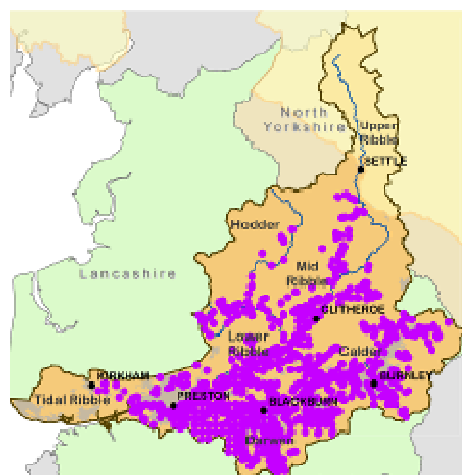 North
Yorkshire
Upper
Ribble
SETTLE
Hodder
Mid
Ribble
Lancashire
CLITHEROE
Lower
Ribble
Calder
KIRKHAM
BURNLEY
Tidal Ribble
PRESTON
BLACKBURN
Darwen